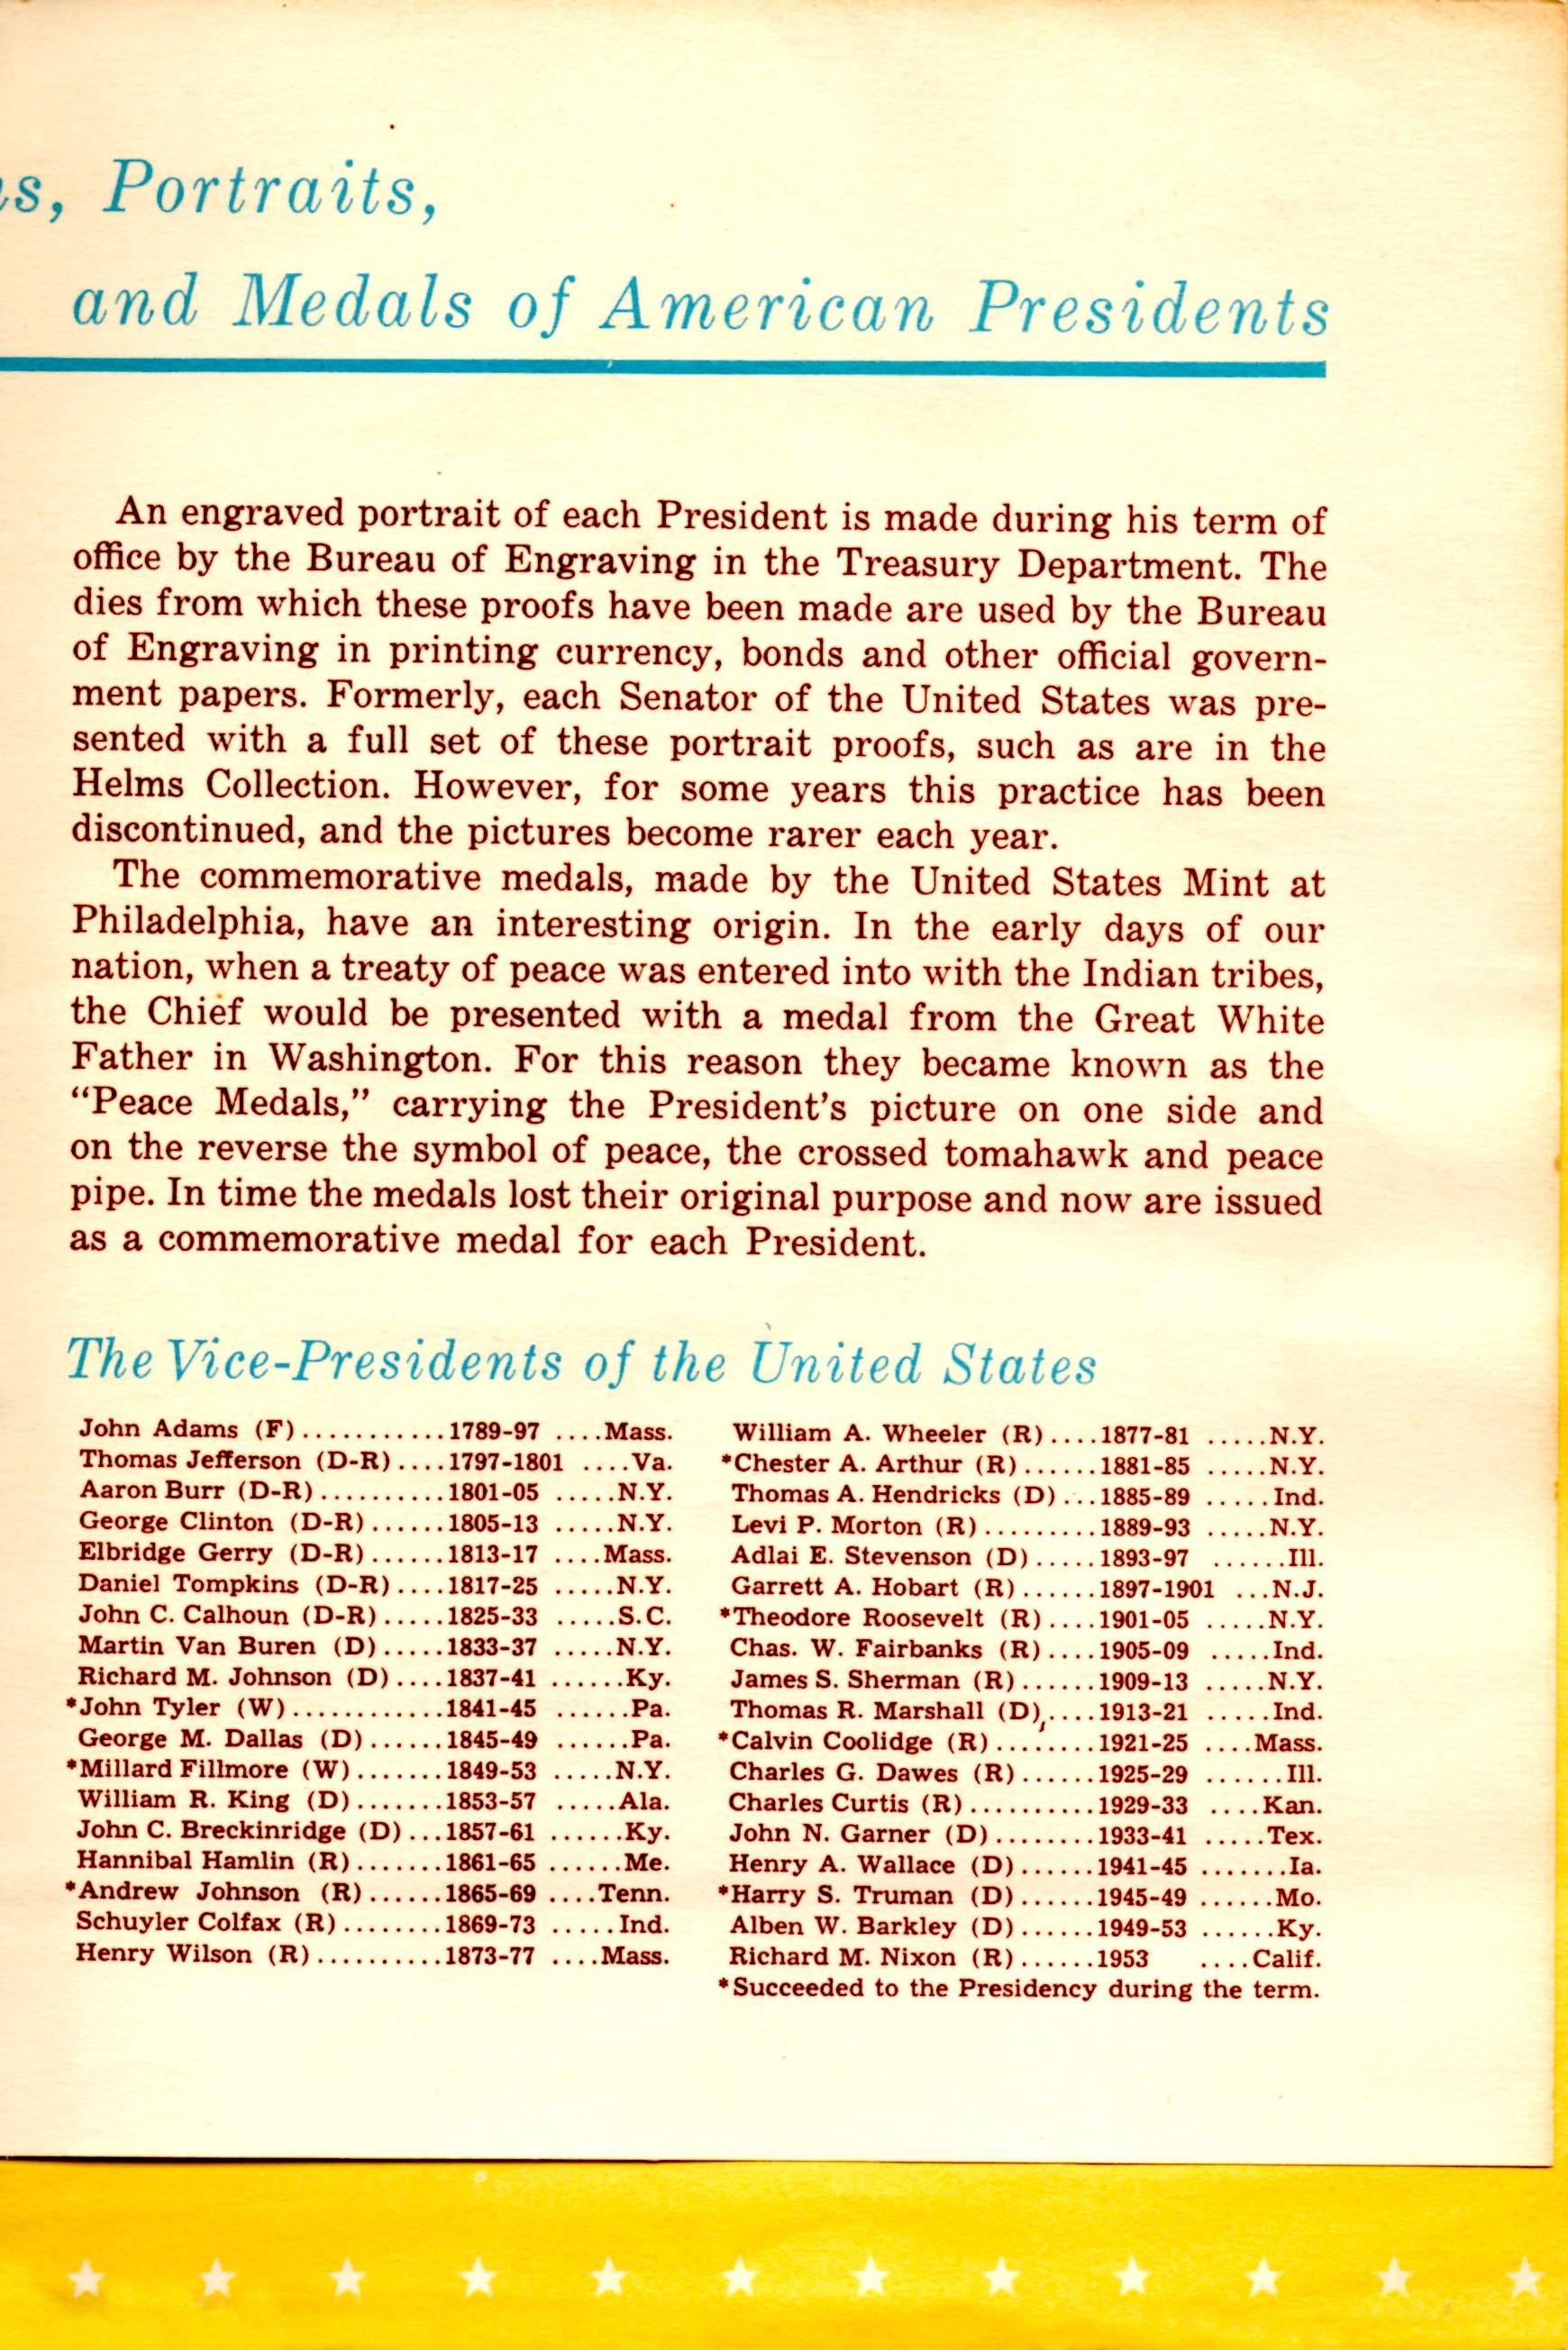 s, Portraits,
and Medals of American Presidents
An engraved portrait of each President is made during his term of
office by the Bureau of Engraving in the Treasury Department. The
dies from which these proofs have been made are used by the Bureau
of Engraving in printing currency, bonds and other official govern-
ment papers. Formerly, each Senator of the United States was pre-
sented with a full set of these portrait proofs, such as are in the
Helms Collection. However, for some years this practice has been
discontinued, and the pictures become rarer each year.
The commemorative medals, made by the United States Mint at
Philadelphia, have an interesting origin. In the early days of our
nation, when a treaty of peace was entered into with the Indian tribes,
the Chief would be presented with a medal from the Great White
Father in Washington. For this reason they became known as the
“Peace Medals,” carrying the President's picture on one side and
on the reverse the symbol of peace, the crossed tomahawk and peace
pipe. In time the medals lost their original purpose and now are issued
as a commemorative medal for each President.
The Vice-Presidents of the United States
John Adams (F)...........1789-97 ....Mass.
Thomas Jefferson (D-R)....1797-1801 ....Va.
Aaron Burr (D-R)..........1801-05 .....N.Y.
George Clinton (D-R)......1805-13 .....N.Y.
Elbridge Gerry (D-R)......1813-17 ....Mass.
Daniel Tompkins (D-R)....1817-25 .....N.Y.
John C. Calhoun (D-R).....1825-33 .....S.C.
Martin Van Buren (D).....1833-37 .....N.Y.
Richard M. Johnson (D)....1837-41 ......Ky.
*John Tyler (W)............1841-45 ......Pa.
George M. Dallas (D)......1845-49 ......Pa.
*Millard Fillmore (W).......1849-53 .....N.Y.
William R. King (D).......1853-57 .....Ala.
John C. Breckinridge (D)...1857-61 ......Ky.
Hannibal Hamlin (R).......1861-65 ......Me.
*Andrew Johnson (R)......1865-69 ....Tenn.
Schuyler Colfax (R)........1869-73 .....Ind.
Henry Wilson (R)..........1873-77 ....Mass.
William A. Wheeler (R)....1877-81 .....N.Y.
*Chester A. Arthur (R)......1881-85 .....N.Y.
Thomas A. Hendricks (D)...1885-89 .....Ind.
Levi P. Morton (R).........1889-93 .....N.Y.
Adlai E. Stevenson (D).....1893-97 ......Ill.
Garrett A. Hobart (R)......1897-1901 ...N.J.
*Theodore Roosevelt (R)....1901-05 .....N.Y.
Chas. W. Fairbanks (R)....1905-09 .....Ind.
James S. Sherman (R)......1909-13 .....N.Y.
Thomas R. Marshall (D)....1913-21 .....Ind.
*Calvin Coolidge (R)........1921-25 ....Mass.
Charles G. Dawes (R)......1925-29 ......Ill.
Charles Curtis (R)..........1929-33 ....Kan.
John N. Garner (D)........1933-41 .....Tex.
Henry A. Wallace (D)......1941-45 .......Ia.
*Harry S. Truman (D)......1945-49 ......Mo.
Alben W. Barkley (D)......1949-53 ......Ky.
Richard M. Nixon (R)......1953 ....Calif.
*Succeeded to the Presidency during the term.